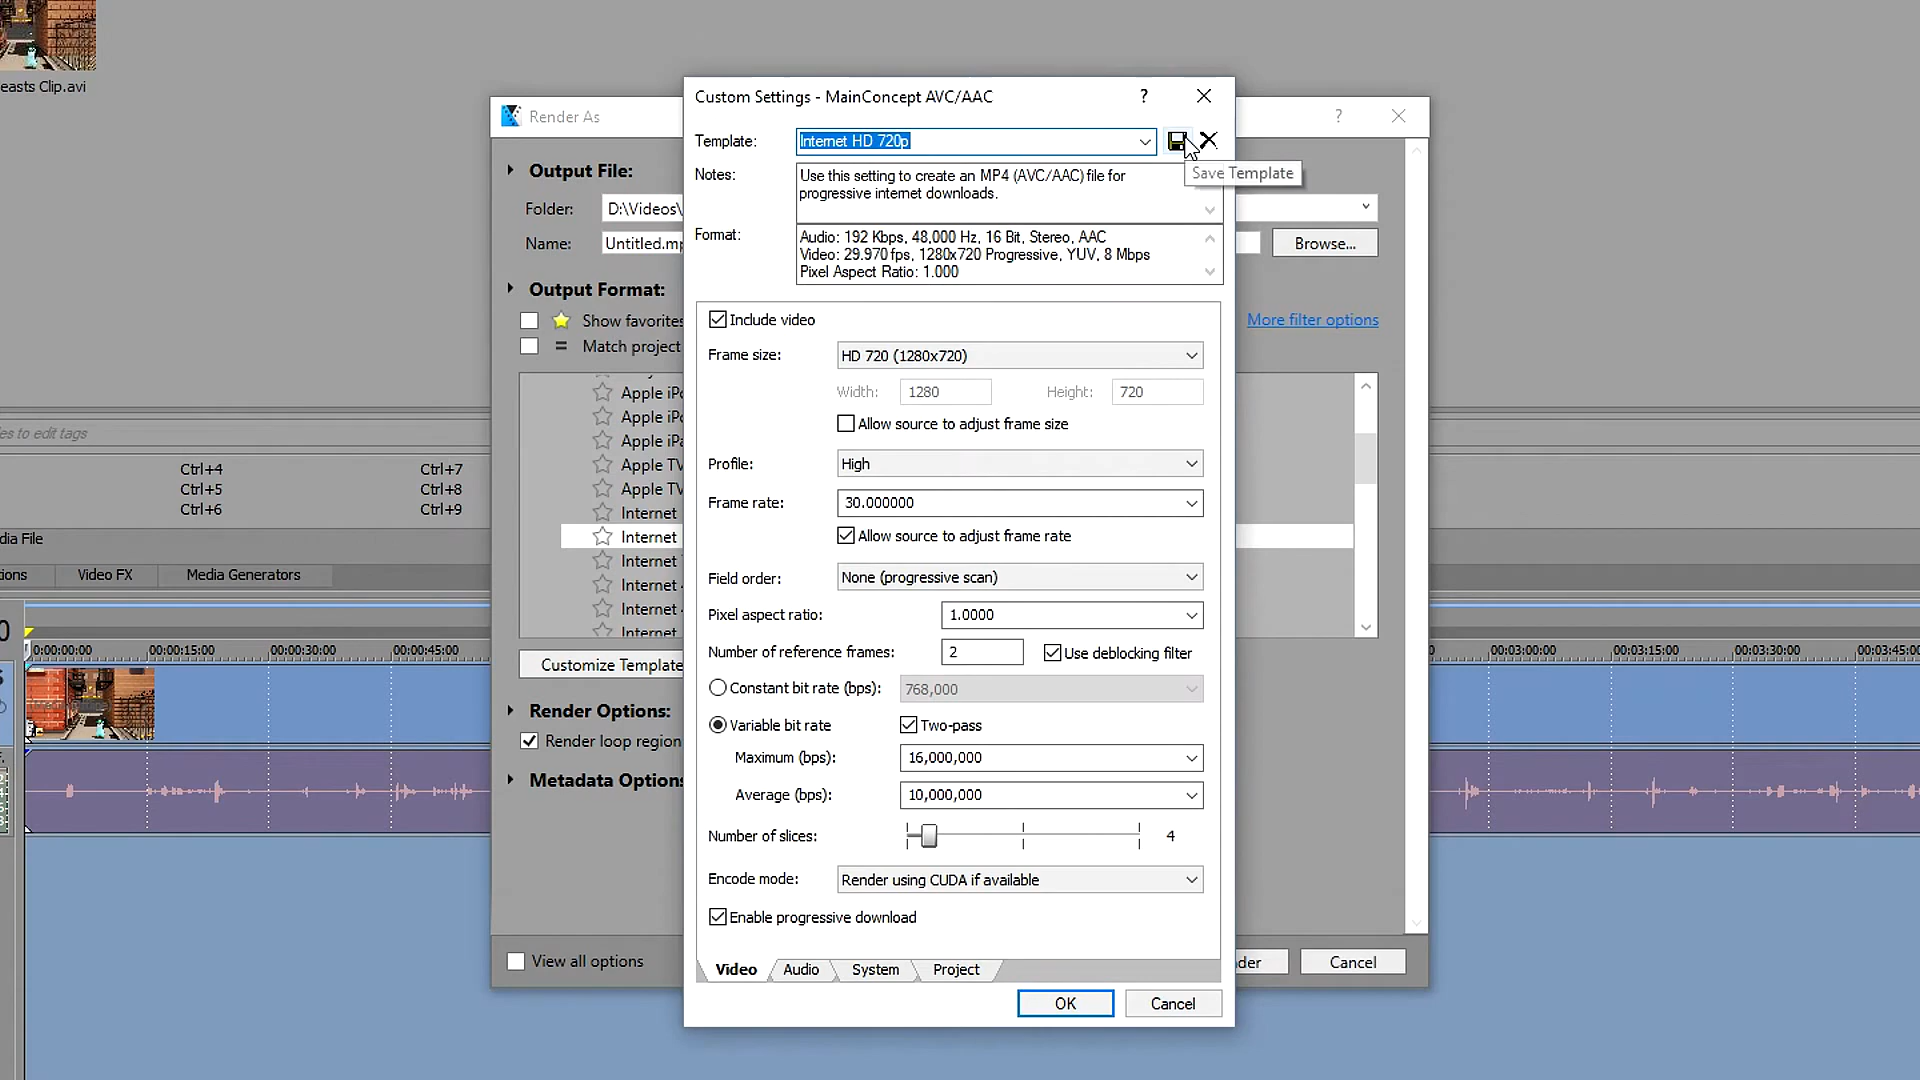 easts Clip.avi
es to edit tags
Ctrl+4 Ctrl+7
Ctrl+5 Ctrl+8
Ctrl+6 Ctrl+9
dia File
ions Video FX Media Generators
0:00:00:00 00:00:15:00 00:00:30:00 00:00:45:00
Render As
? 
Output File:
Folder: D:\Videos\
Name: Untitled.mp
Browse...
Output Format:
Show favorites
= Match project
More filter options
Apple iPo
Apple iPo
Apple iPa
Apple TV
Apple TV
Internet
Internet
Internet
Internet 4
Internet 4
Internet
Customize Template
Render Options:
Render loop region
Metadata Options
View all options
der Cancel
Custom Settings - MainConcept AVC/AAC
?
Template: Internet HD 720p
Save Template
Notes: Use this setting to create an MP4 (AVC/AAC) file for
progressive internet downloads.
Format: Audio: 192 Kbps, 48,000 Hz, 16 Bit, Stereo, AAC
Video: 29.970 fps, 1280x720 Progressive, YUV, 8 Mbps
Pixel Aspect Ratio: 1.000
Include video
Frame size: HD 720 (1280x720)
Width: 1280 Height: 720
Allow source to adjust frame size
Profile: High
Frame rate: 30.000000
Allow source to adjust frame rate
Field order: None (progressive scan)
Pixel aspect ratio: 1.0000
Number of reference frames: 2 Use deblocking filter
Constant bit rate (bps): 768,000
Variable bit rate Two-pass
Maximum (bps): 16,000,000
Average (bps): 10,000,000
Number of slices: 4
Encode mode: Render using CUDA if available
Enable progressive download
Video Audio System Project
OK Cancel
00:03:00:00 00:03:15:00 00:03:30:00 00:03:45:00